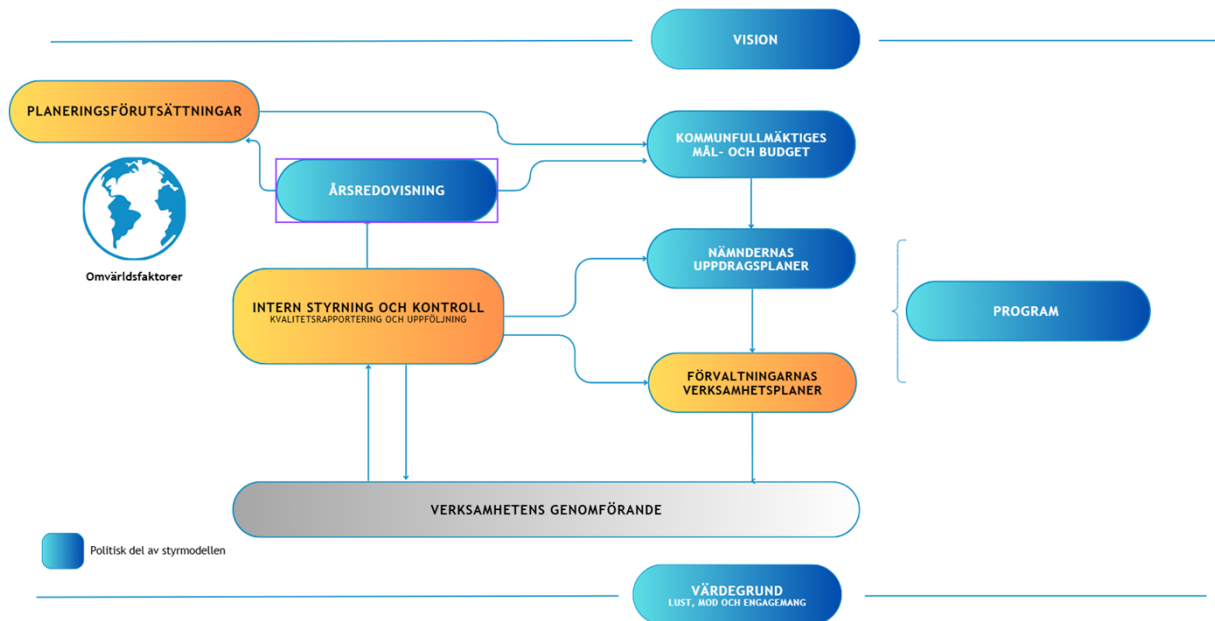 VISION
PLANERINGSFÖRUTSÄTTNINGAR
KOMMUNFULLMÄKTIGES
MÅL- OCH BUDGET
ÅRSREDOVISNING
Omvärldsfaktorer
NÄMNDERNAS
UPPDRAGSPLANER
INTERN STYRNING OCH KONTROLL
KVALITETSRAPPORTERING OCH UPPFÖLJNING
PROGRAM
FÖRVALTNINGARNAS
VERKSAMHETSPLANER
VERKSAMHETENS GENOMFÖRANDE
Politisk del av styrmodellen
VÄRDEGRUND
LUST, MOD OCH ENGAGEMANG